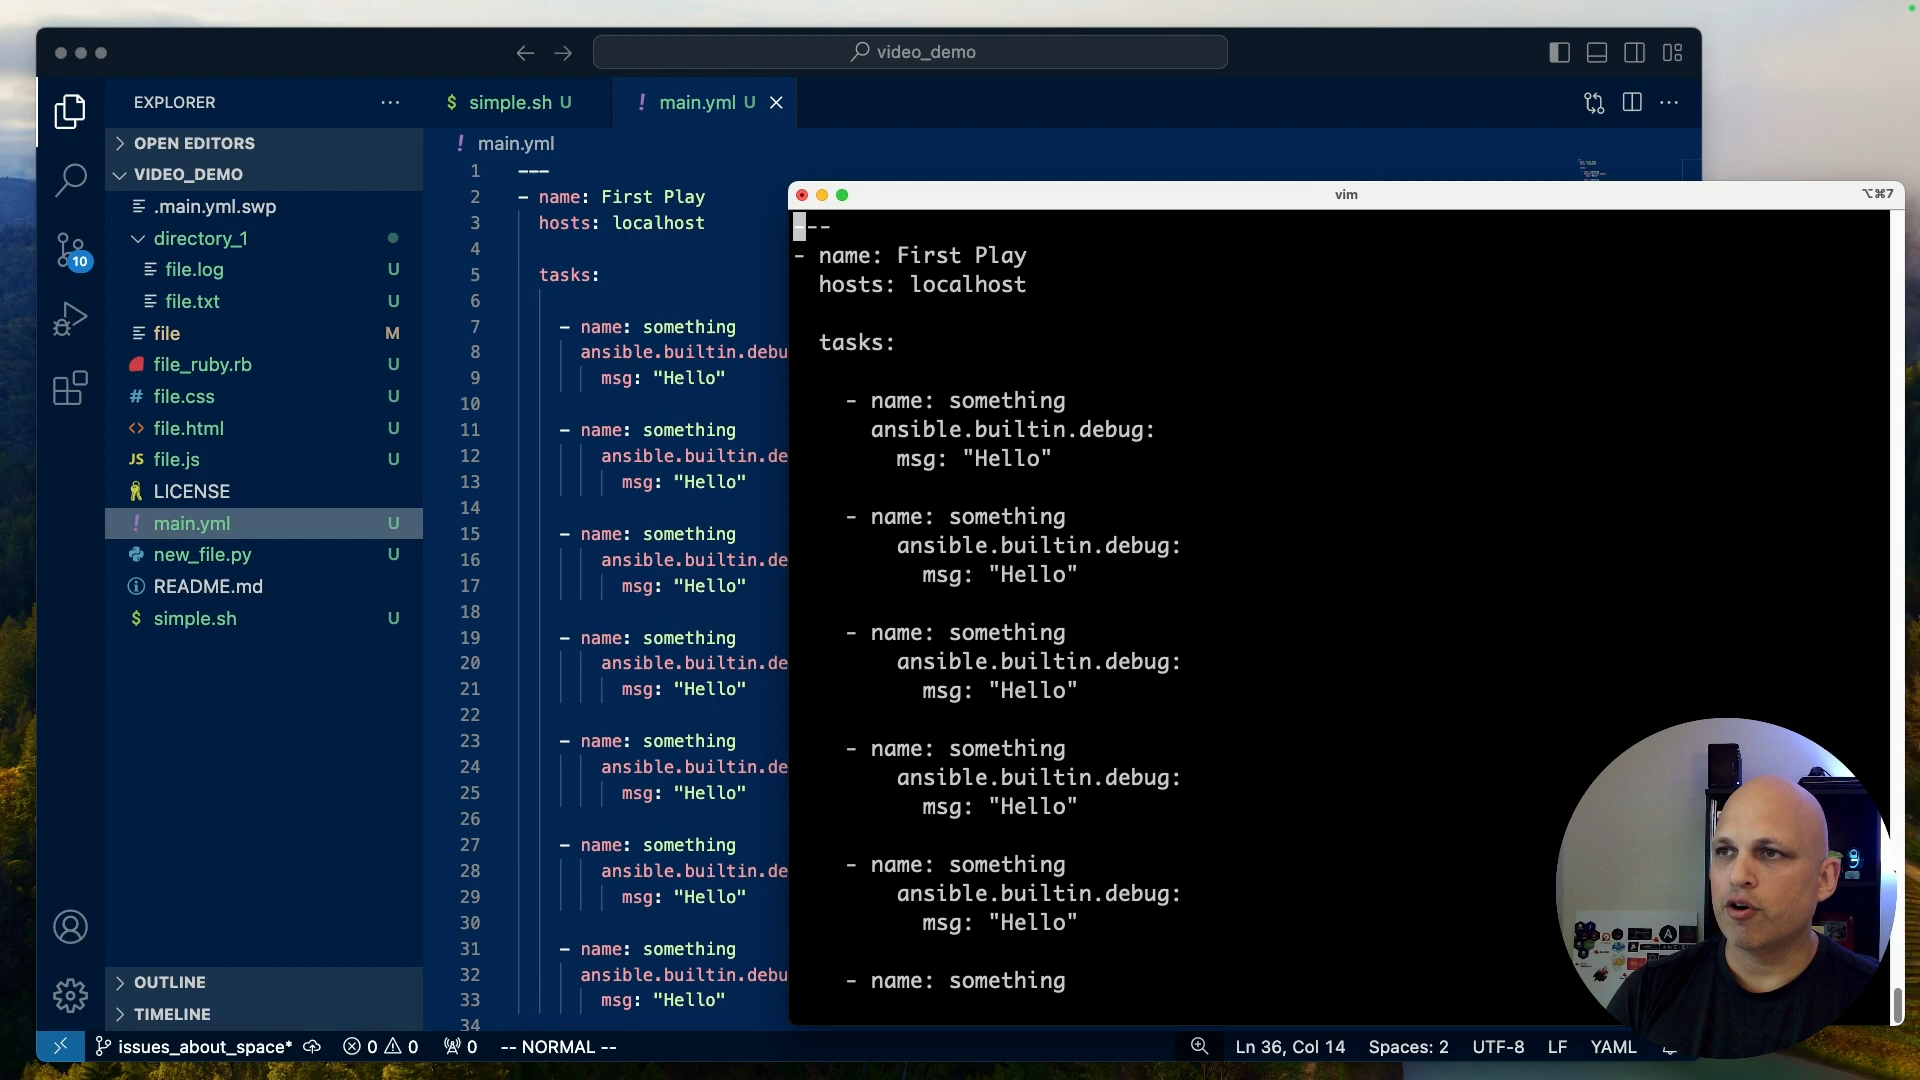 video_demo
EXPLORER
OPEN EDITORS
VIDEO_DEMO
.main.yml.swp
directory_1
file.log U
file.txt U
file M
file_ruby.rb U
# file.css U
<> file.html U
JS file.js U
LICENSE
! main.yml U
new_file.py U
README.md
$ simple.sh U
10
OUTLINE
TIMELINE
$ simple.sh U
! main.yml U
! main.yml
1 ---
2 - name: First Play
3 hosts: localhost
4
5 tasks:
6
7 - name: something
8 ansible.builtin.debu
9 msg: "Hello"
10
11 - name: something
12 ansible.builtin.de
13 msg: "Hello"
14
15 - name: something
16 ansible.builtin.de
17 msg: "Hello"
18
19 - name: something
20 ansible.builtin.de
21 msg: "Hello"
22
23 - name: something
24 ansible.builtin.de
25 msg: "Hello"
26
27 - name: something
28 ansible.builtin.de
29 msg: "Hello"
30
31 - name: something
32 ansible.builtin.debu
33 msg: "Hello"
34
vim
⌥⌘7
---
- name: First Play
hosts: localhost
tasks:
- name: something
ansible.builtin.debug:
msg: "Hello"
- name: something
ansible.builtin.debug:
msg: "Hello"
- name: something
ansible.builtin.debug:
msg: "Hello"
- name: something
ansible.builtin.debug:
msg: "Hello"
- name: something
ansible.builtin.debug:
msg: "Hello"
- name: something
issues_about_space* 0 0 0 -- NORMAL -- Ln 36, Col 14 Spaces: 2 UTF-8 LF YAML